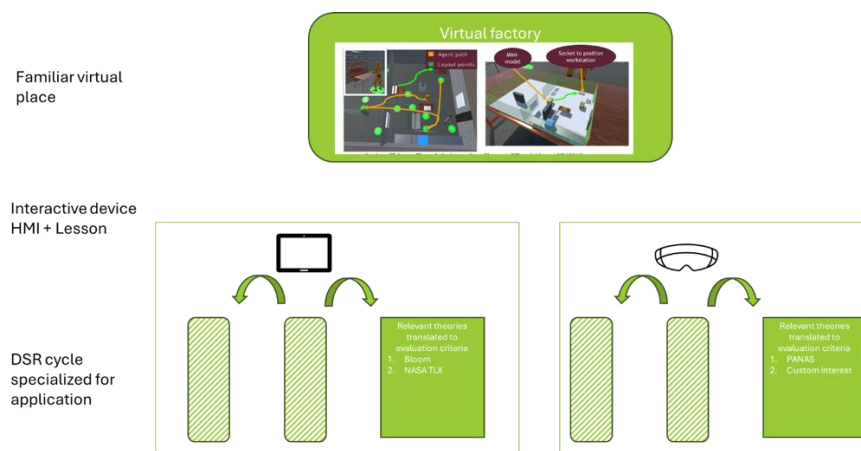 Virtual factory
Agent path
Layout points
Mini-
model
Socket to position
workstation
Familiar virtual
place
Interactive device
HMI + Lesson
DSR cycle
specialized for
application
Relevant theories
translated to
evaluation criteria
1. Bloom
2. NASA TLX
Relevant theories
translated to
evaluation criteria
1. PANAS
2. Custom Interest